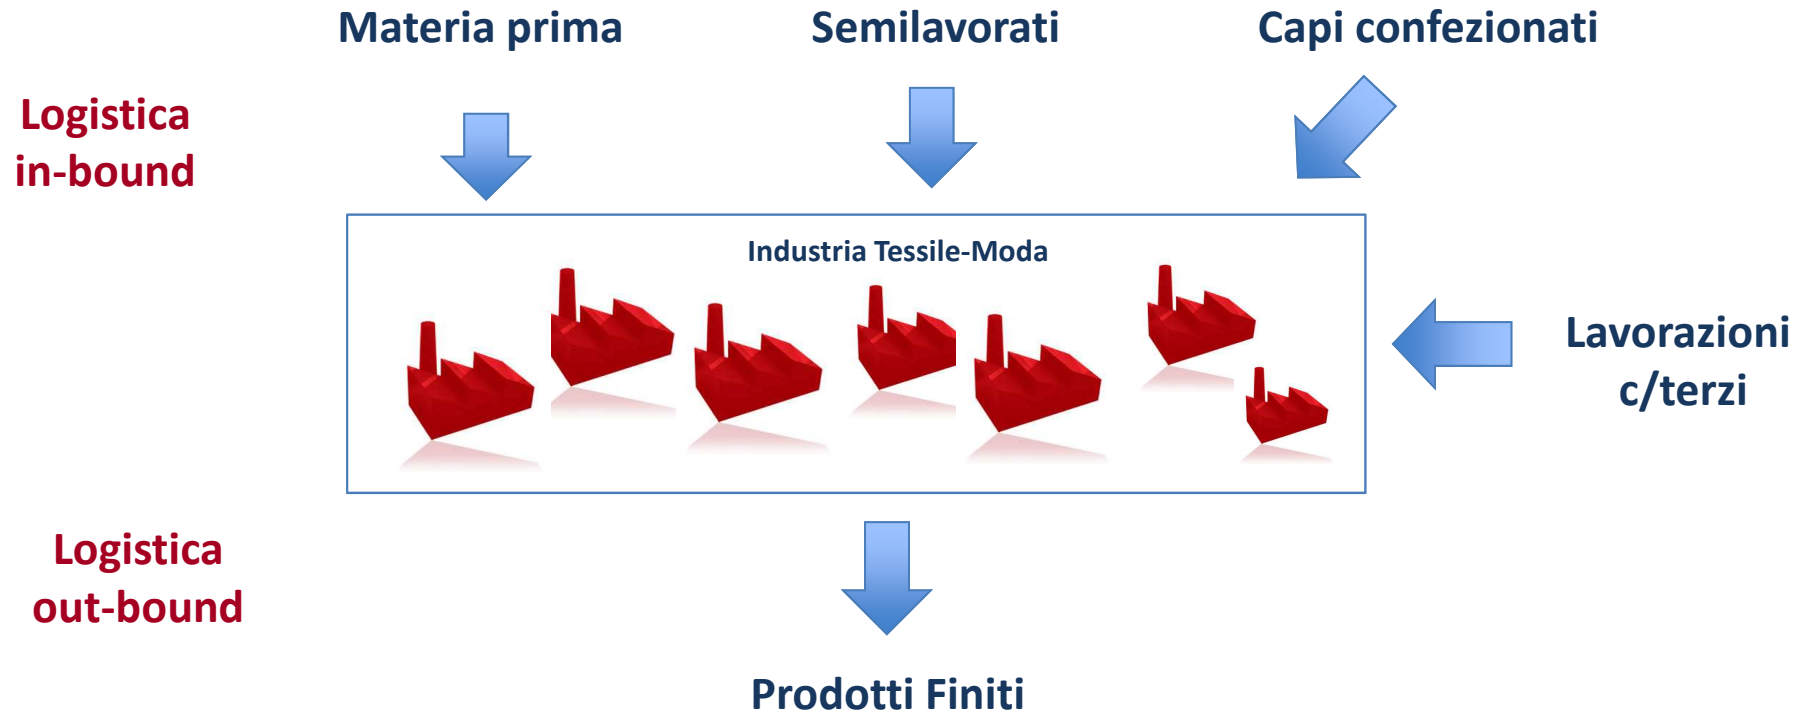 Materia prima
Semilavorati
Capi confezionati
Logistica
in-bound
Industria Tessile-Moda
Lavorazioni
c/terzi
Logistica
out-bound
Prodotti Finiti